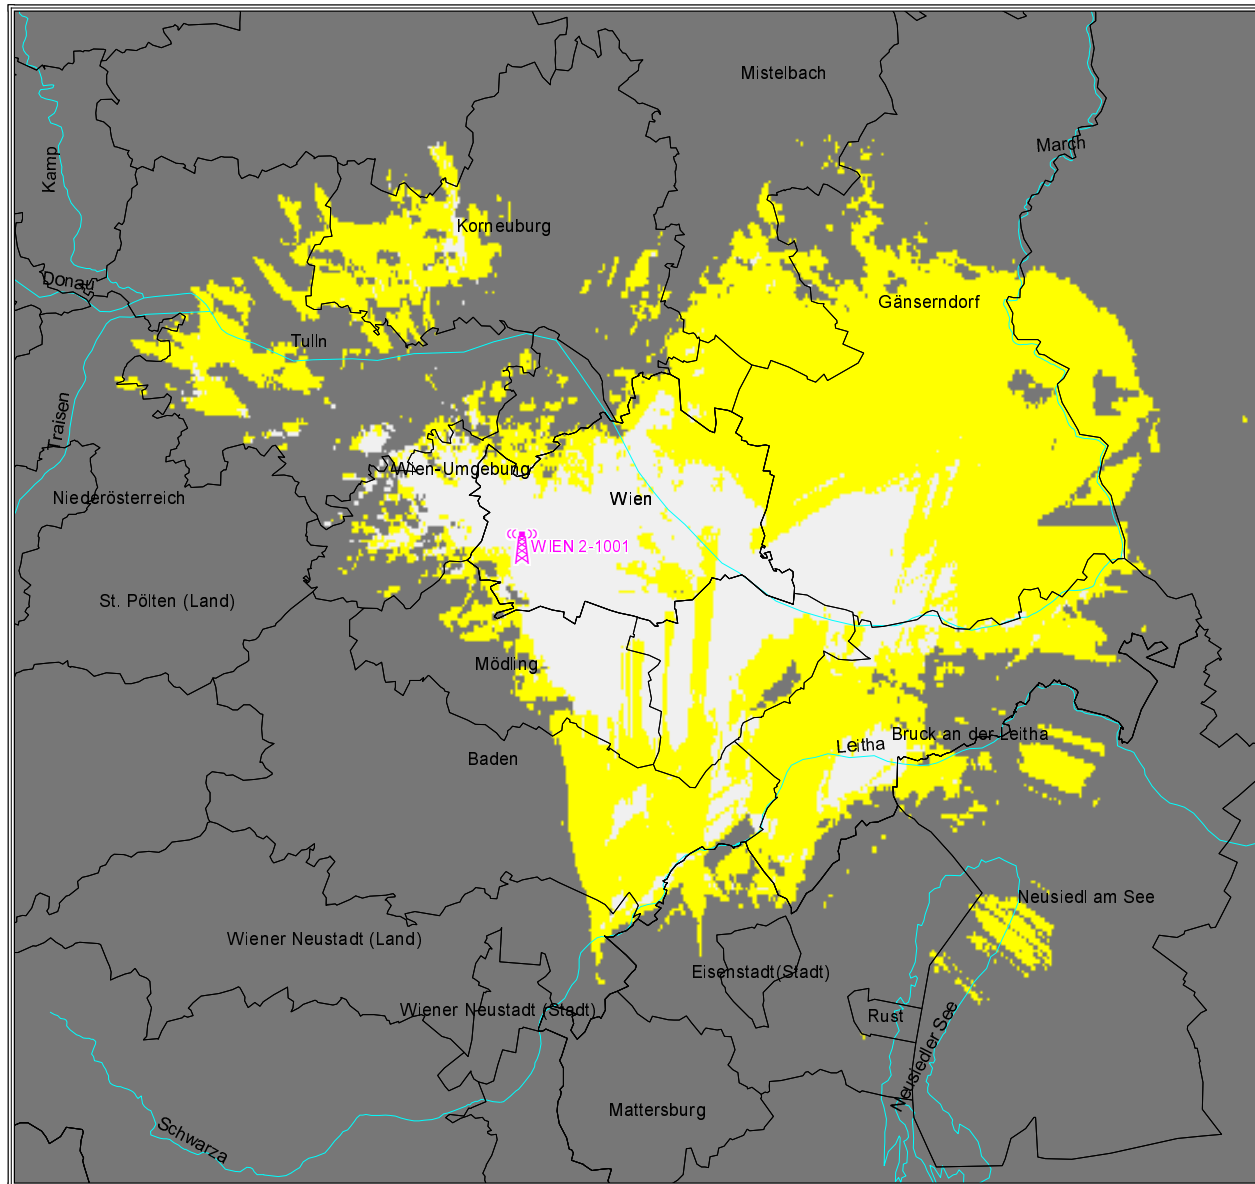 Mistelbach
March
Kamp
Korneuburg
Donau
Gänserndorf
Tulln
Traisen
Wien-Umgebung
Niederösterreich
Wien
WIEN 2-1001
St. Pölten (Land)
Mödling
Bruck an der Leitha
Leitha
Baden
Neusiedl am See
Wiener Neustadt (Land)
Eisenstadt(Stadt)
Wiener Neustadt (Stadt)
Rust
Neusiedler See
Mattersburg
Schwarza